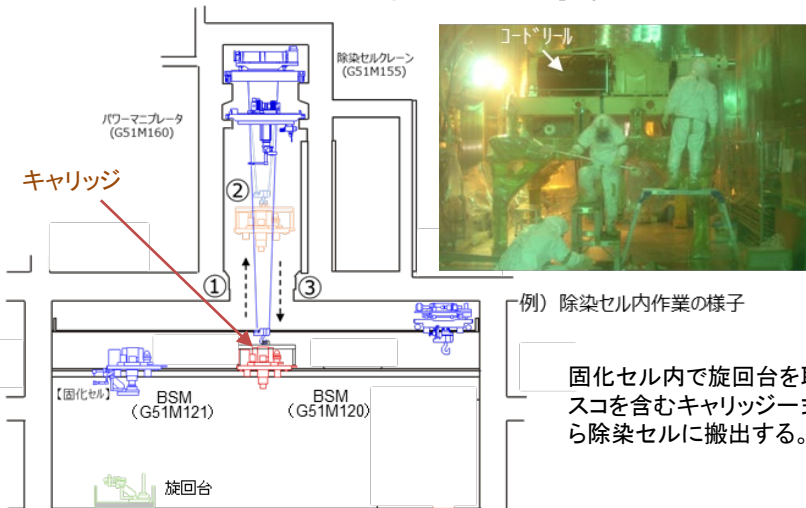 コードリール
除染セルクレーン
(G51M155)
パワーマニプレータ
(G51M160)
キャリッジ
②
①
③
例）除染セル内作業の様子
【固化セル】
BSM
(G51M121)
BSM
(G51M120)
旋回台
固化セル内で旋回台を
スコを含むキャリッジー
ら除染セルに搬出する。